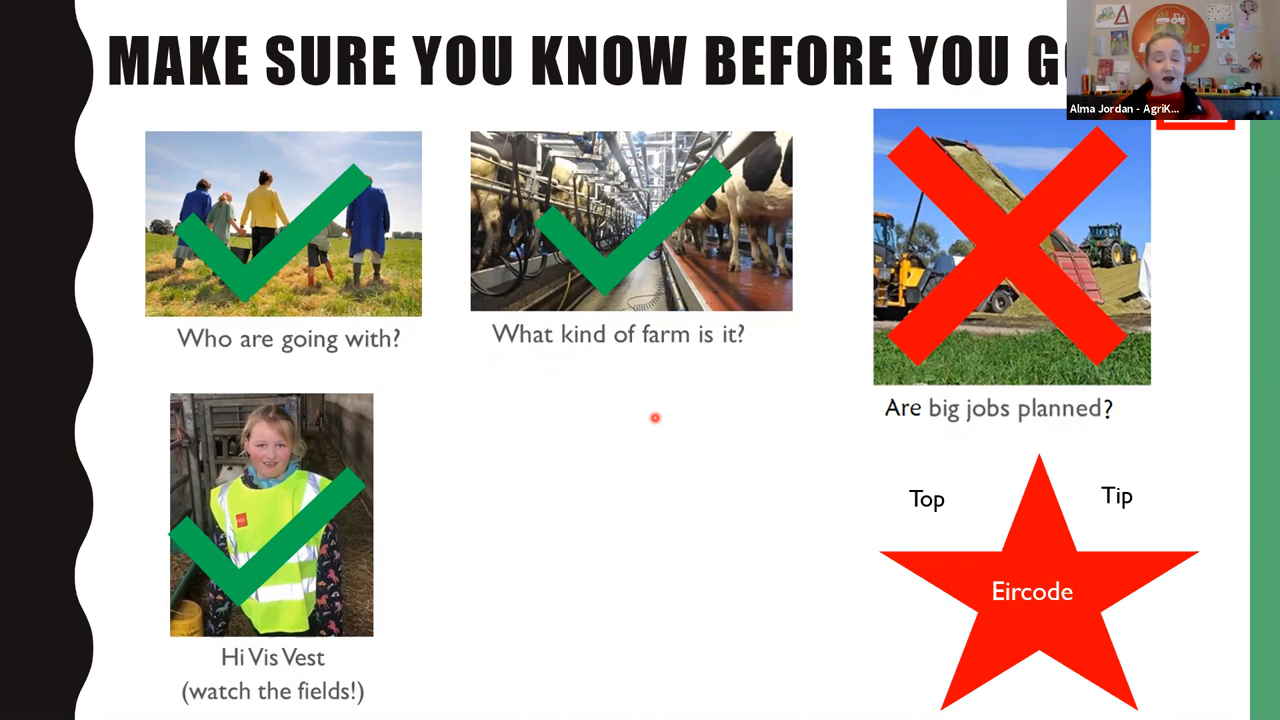 MAKE SURE YOU KNOW BEFORE YOU
Alma Jordan - AgriK...
Who are going with?
What kind of farm is it?
Are big jobs planned?
Hi Vis Vest
(watch the fields!)
Top
Tip
Eircode